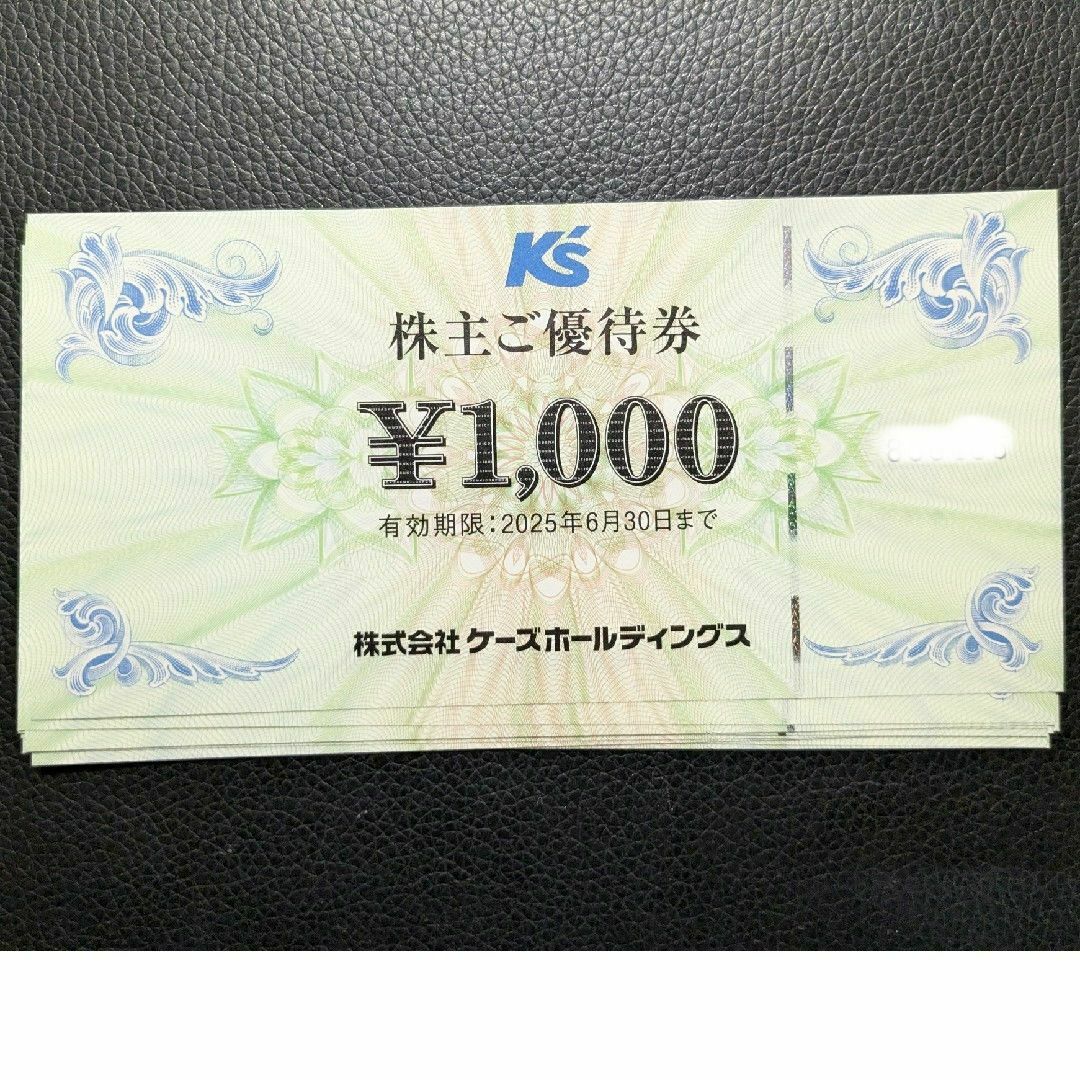 K's
株主ご優待券
¥1,000
有効期限:2025年6月30日まで
株式会社ケーズホールディングス